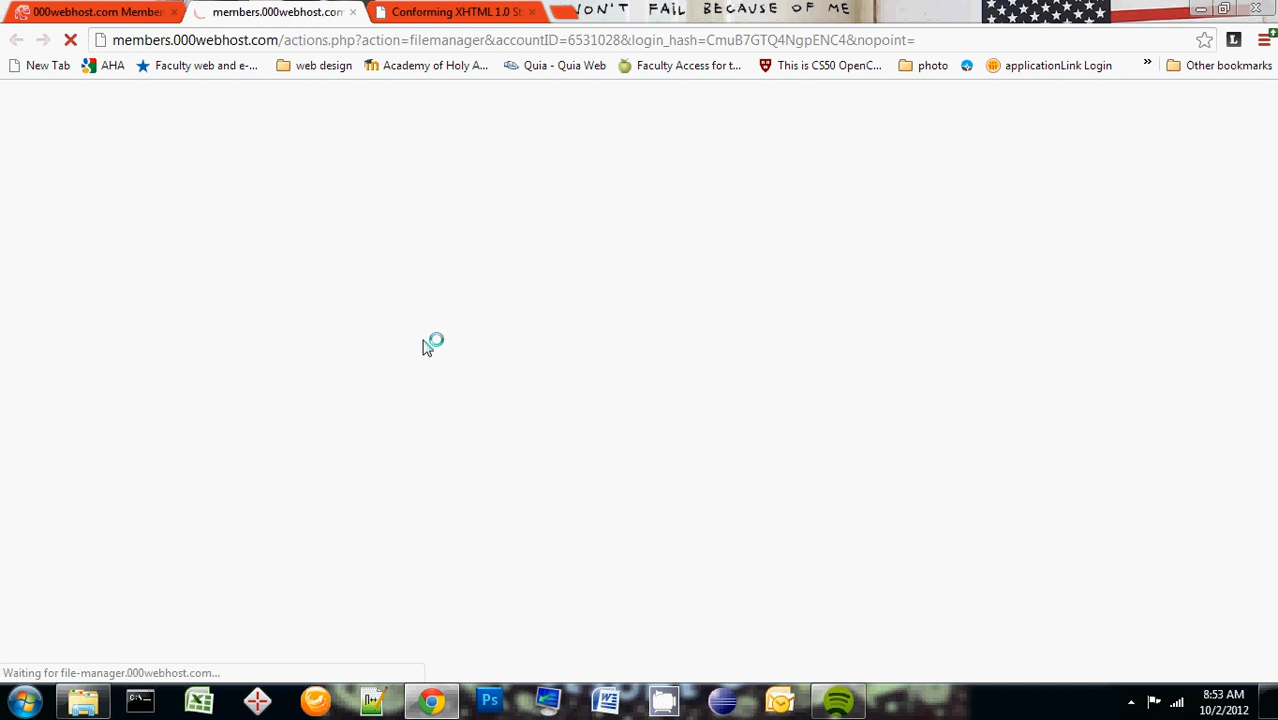 000webhost.com Member
members.000webhost.com
Conforming XHTML 1.0 St
WON'T FAIL BECAUSE OF ME
members.000webhost.com/actions.php?action=filemanager&accountID=6531028&login_hash=CmuB7GTQ4NgpENC4&nopoint=
L
New Tab AHA Faculty web and e-... web design Academy of Holy A... Quia - Quia Web Faculty Access for t... This is CS50 OpenC... photo applicationLink Login » Other bookmarks
Waiting for file-manager.000webhost.com...
C:\_ Ps
8:53 AM
10/2/2012